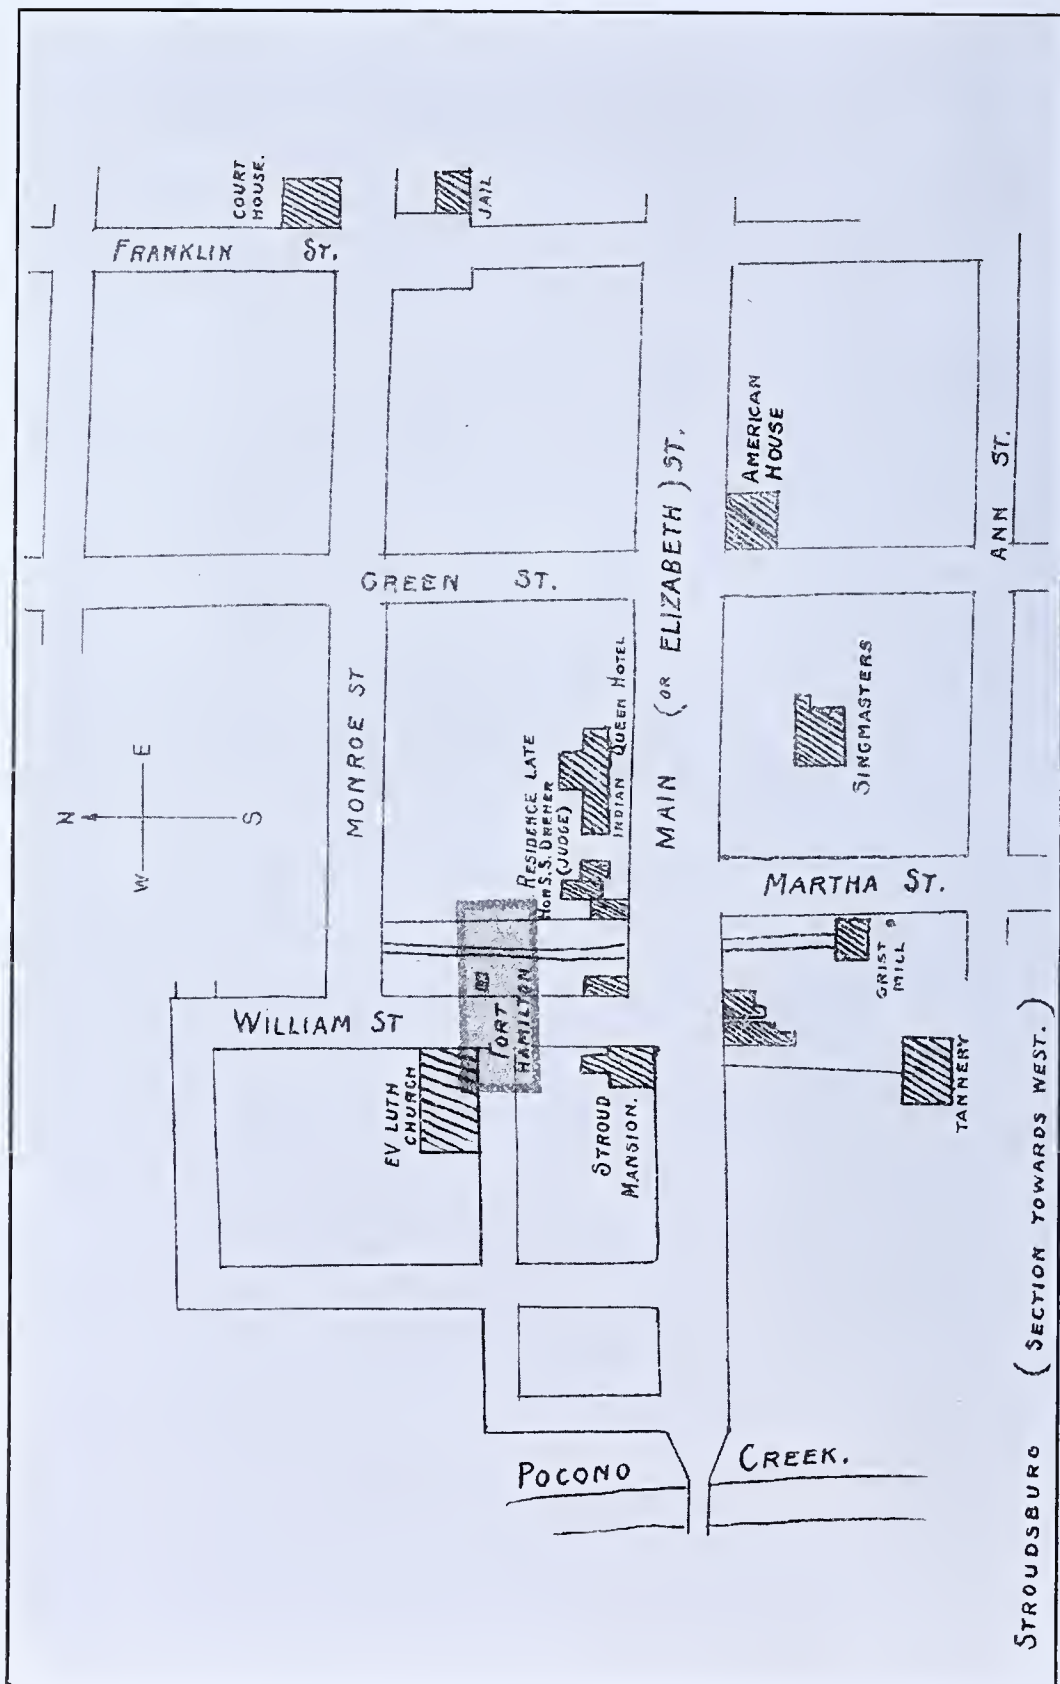 COURT
HOUSE.
JAIL
FRANKLIN ST.
AMERICAN
HOUSE
ANN ST.
GREEN ST.
MAIN (OR ELIZABETH) ST.
N
E
W
S
MONROE ST
RESIDENCE LATE
HON S. S. DREHER
(JUDGE)
INDIAN QUEEN HOTEL
SINGMASTERS
MARTHA ST.
WILLIAM ST
FORT
HAMILTON
GRIST
MILL
EV LUTH
CHURCH
STROUD
MANSION.
TANNERY
POCONO CREEK.
STROUDSBURG (SECTION TOWARDS WEST.)